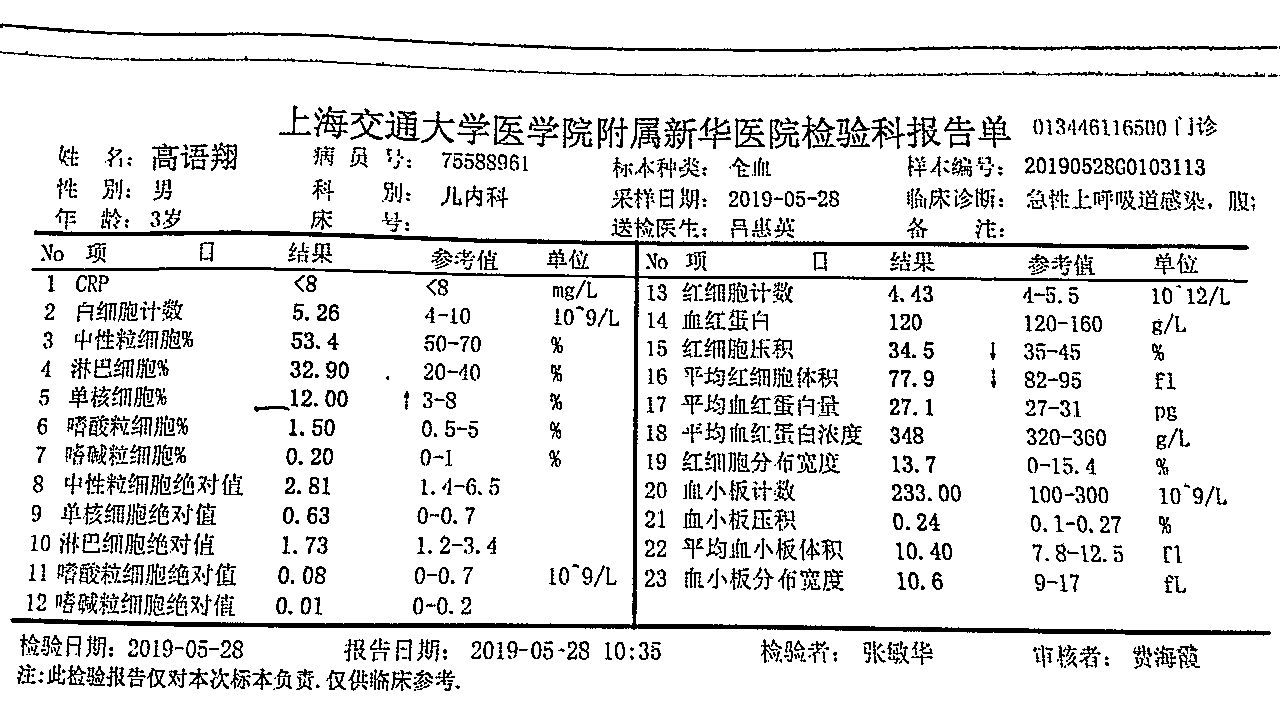 上海交通大学医学院附属新华医院检验科报告单 013446116500 门诊
姓 名: 高语翔 病 员 号: 75588961 标本种类: 全血 样本编号: 20190528G0103113
性 别: 男 科 别: 儿内科 采样日期: 2019-05-28 临床诊断: 急性上呼吸道感染, 腹;
年 龄: 3岁 床 号: 送检医生: 吕惠英 备 注:
No 项 目 结果 参考值 单位 No 项 目 结果 参考值 单位
1 CRP <8 <8 mg/L 13 红细胞计数 4.43 4-5.5 10^12/L
2 白细胞计数 5.26 4-10 10^9/L 14 血红蛋白 120 120-160 g/L
3 中性粒细胞% 53.4 50-70 % 15 红细胞压积 34.5 ↓ 35-45 %
4 淋巴细胞% 32.90 20-40 % 16 平均红细胞体积 77.9 ↓ 82-95 fl
5 单核细胞% 12.00 ↑ 3-8 % 17 平均血红蛋白量 27.1 27-31 pg
6 嗜酸粒细胞% 1.50 0.5-5 % 18 平均血红蛋白浓度 348 320-360 g/L
7 嗜碱粒细胞% 0.20 0-1 % 19 红细胞分布宽度 13.7 0-15.4 %
8 中性粒细胞绝对值 2.81 1.4-6.5 20 血小板计数 233.00 100-300 10^9/L
9 单核细胞绝对值 0.63 0-0.7 21 血小板压积 0.24 0.1-0.27 %
10 淋巴细胞绝对值 1.73 1.2-3.4 22 平均血小板体积 10.40 7.8-12.5 fl
11 嗜酸粒细胞绝对值 0.08 0-0.7 10^9/L 23 血小板分布宽度 10.6 9-17 fL
12 嗜碱粒细胞绝对值 0.01 0-0.2
检验日期: 2019-05-28 报告日期: 2019-05-28 10:35 检验者: 张敏华 审核者: 费海霞
注:此检验报告仅对本次标本负责.仅供临床参考.